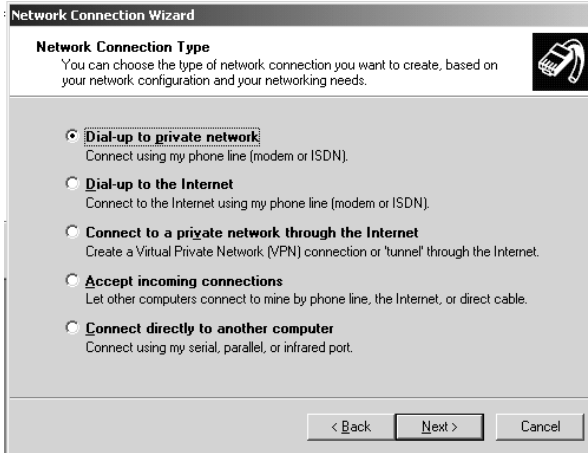 Network Connection Wizard
Network Connection Type
You can choose the type of network connection you want to create, based on
your network configuration and your networking needs.
Dial-up to private network
Connect using my phone line (modem or ISDN).
Dial-up to the Internet
Connect to the Internet using my phone line (modem or ISDN).
Connect to a private network through the Internet
Create a Virtual Private Network (VPN) connection or 'tunnel' through the Internet.
Accept incoming connections
Let other computers connect to mine by phone line, the Internet, or direct cable.
Connect directly to another computer
Connect using my serial, parallel, or infrared port.
< Back Next > Cancel